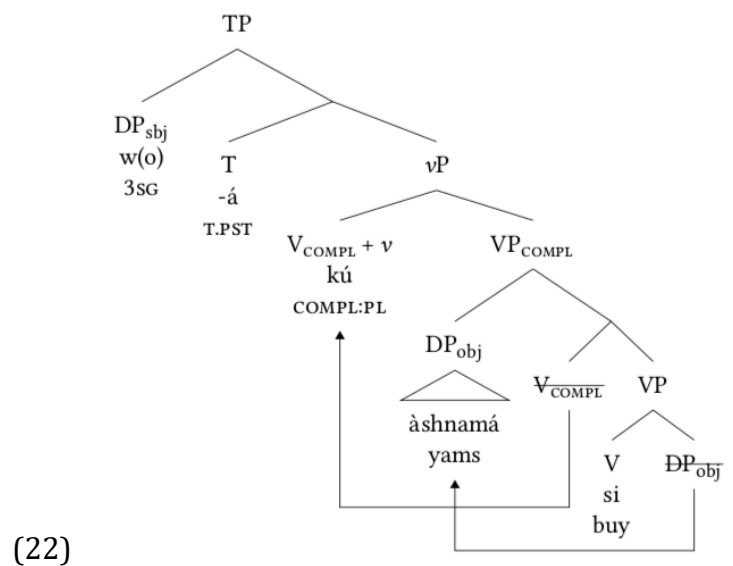 TP
DPsbj
w(o)
3SG
T
-á
T.PST
vP
VCOMPL + v
kú
COMPL:PL
VPCOMPL
DPobj
àshnamá
yams
VCOMPL
VP
V
si
buy
DPobj
(22)